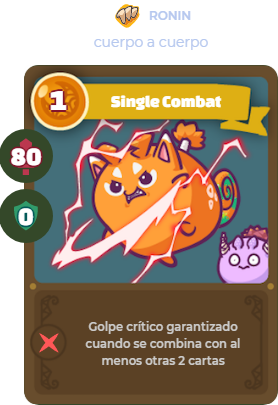 RONIN
cuerpo a cuerpo
1
Single Combat
80
0
Golpe crítico garantizado
cuando se combina con al
menos otras 2 cartas